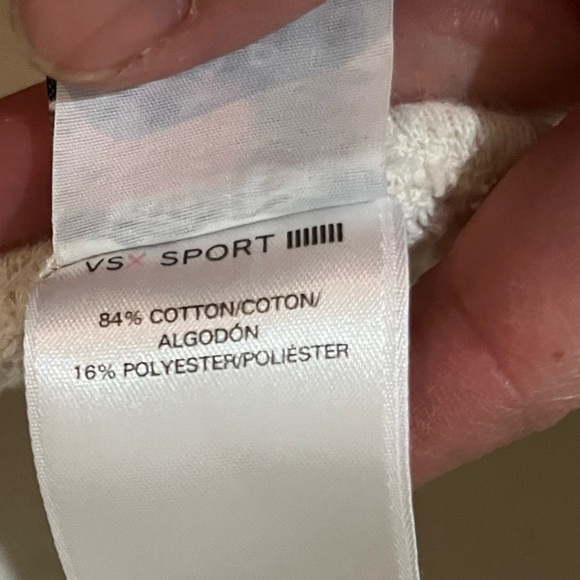 VSX SPORT
84% COTTON/COTON/
ALGODÓN
16% POLYESTER/POLIÉSTER